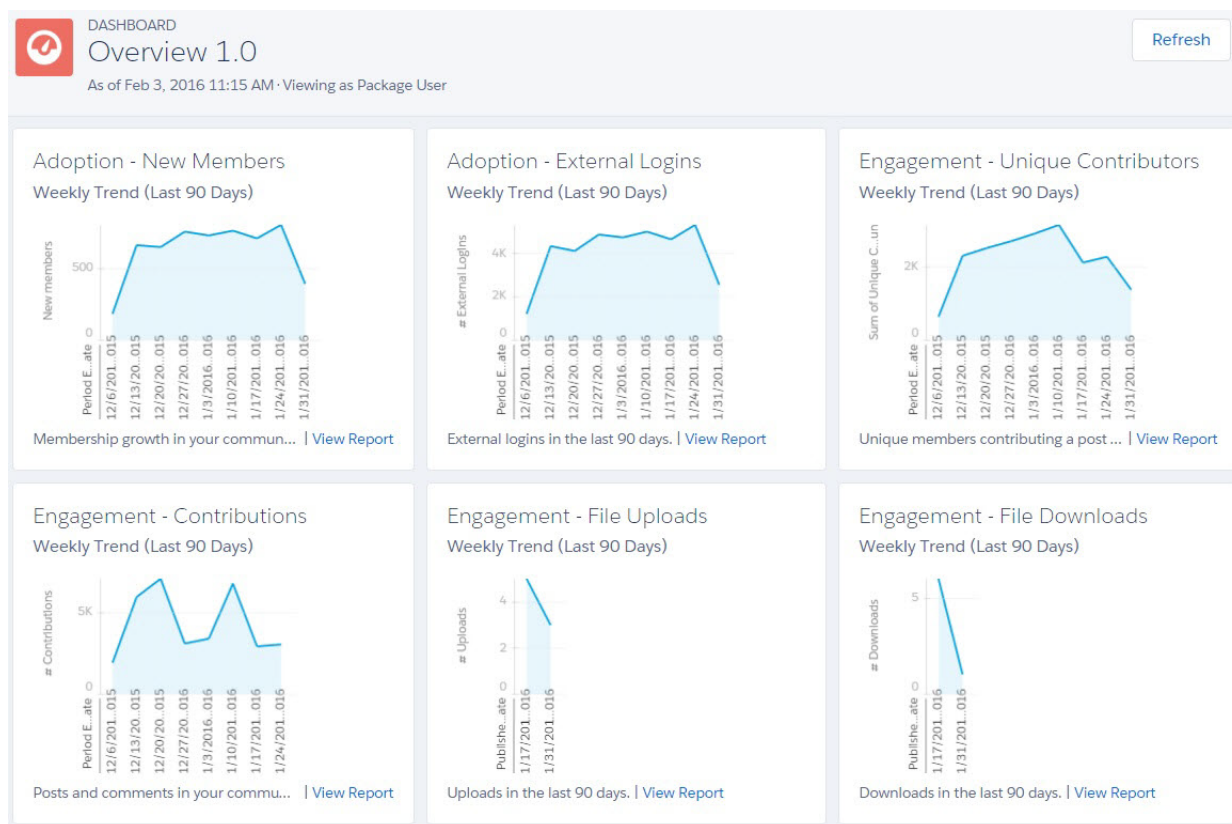 DASHBOARD
Overview 1.0
As of Feb 3, 2016 11:15 AM·Viewing as Package User
Refresh
Adoption - New Members
Weekly Trend (Last 90 Days)
New members
500
0
Period E...ate
12/6/201...015
12/13/20...015
12/20/20...015
12/27/20...016
1/3/2016...016
1/10/201...016
1/17/201...016
1/24/201...016
1/31/201...016
Membership growth in your commun... | View Report
Adoption - External Logins
Weekly Trend (Last 90 Days)
# External Logins
4K
2K
0
Period E...ate
12/6/201...015
12/13/20...015
12/20/20...015
12/27/20...016
1/3/2016...016
1/10/201...016
1/17/201...016
1/24/201...016
1/31/201...016
External logins in the last 90 days. | View Report
Engagement - Unique Contributors
Weekly Trend (Last 90 Days)
Sum of Unique C...un
2K
0
Period E...ate
12/6/201...015
12/13/20...015
12/20/20...015
12/27/20...016
1/3/2016...016
1/10/201...016
1/17/201...016
1/24/201...016
1/31/201...016
Unique members contributing a post ... | View Report
Engagement - Contributions
Weekly Trend (Last 90 Days)
# Contributions
5K
0
Period E...ate
12/6/201...015
12/13/20...015
12/20/20...015
12/27/20...016
1/3/2016...016
1/10/201...016
1/17/201...016
1/24/201...016
Posts and comments in your commu... | View Report
Engagement - File Uploads
Weekly Trend (Last 90 Days)
# Uploads
4
2
0
Publishe...ate
1/17/201...016
1/31/201...016
Uploads in the last 90 days. | View Report
Engagement - File Downloads
Weekly Trend (Last 90 Days)
# Downloads
5
0
Publishe...ate
1/17/201...016
1/31/201...016
Downloads in the last 90 days. | View Report